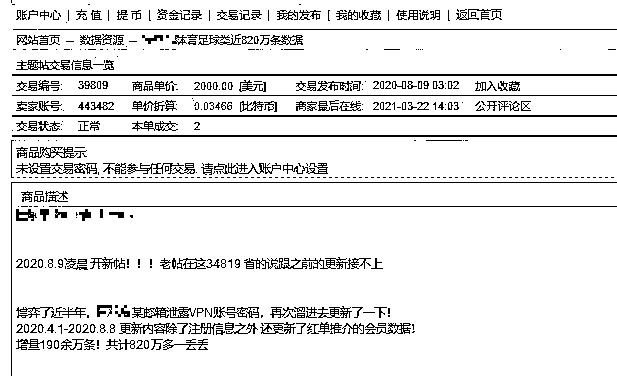 账户中心 | 充值 | 提币 | 资金记录 | 交易记录 | 我的发布 | 我的收藏 | 使用说明 | 返回首页
网站首页 — 数据资源 — 体育足球类近820万条数据
主题帖交易信息一览
交易编号: 39809 商品单价: 2000.00 [美元] 交易发布时间: 2020-08-09 03:02 加入收藏
卖家账号: 443482 单价折算: 0.03466 [比特币] 商家最后在线: 2021-03-22 14:03 公开评论区
交易状态: 正常 本单成交: 2
商品购买提示:
未设置交易密码, 不能参与任何交易. 请点此进入账户中心设置
商品描述
2020.8.9凌晨开新帖！！！老帖在这34819 省的说跟之前的更新接不上
博弈了近半年, 某邮箱泄露VPN账号密码，再次溜进去更新了一下!
2020.4.1-2020.8.8 更新内容除了注册信息之外 还更新了红单推介的会员数据!
增量190余万条！共计820万多一丢丢